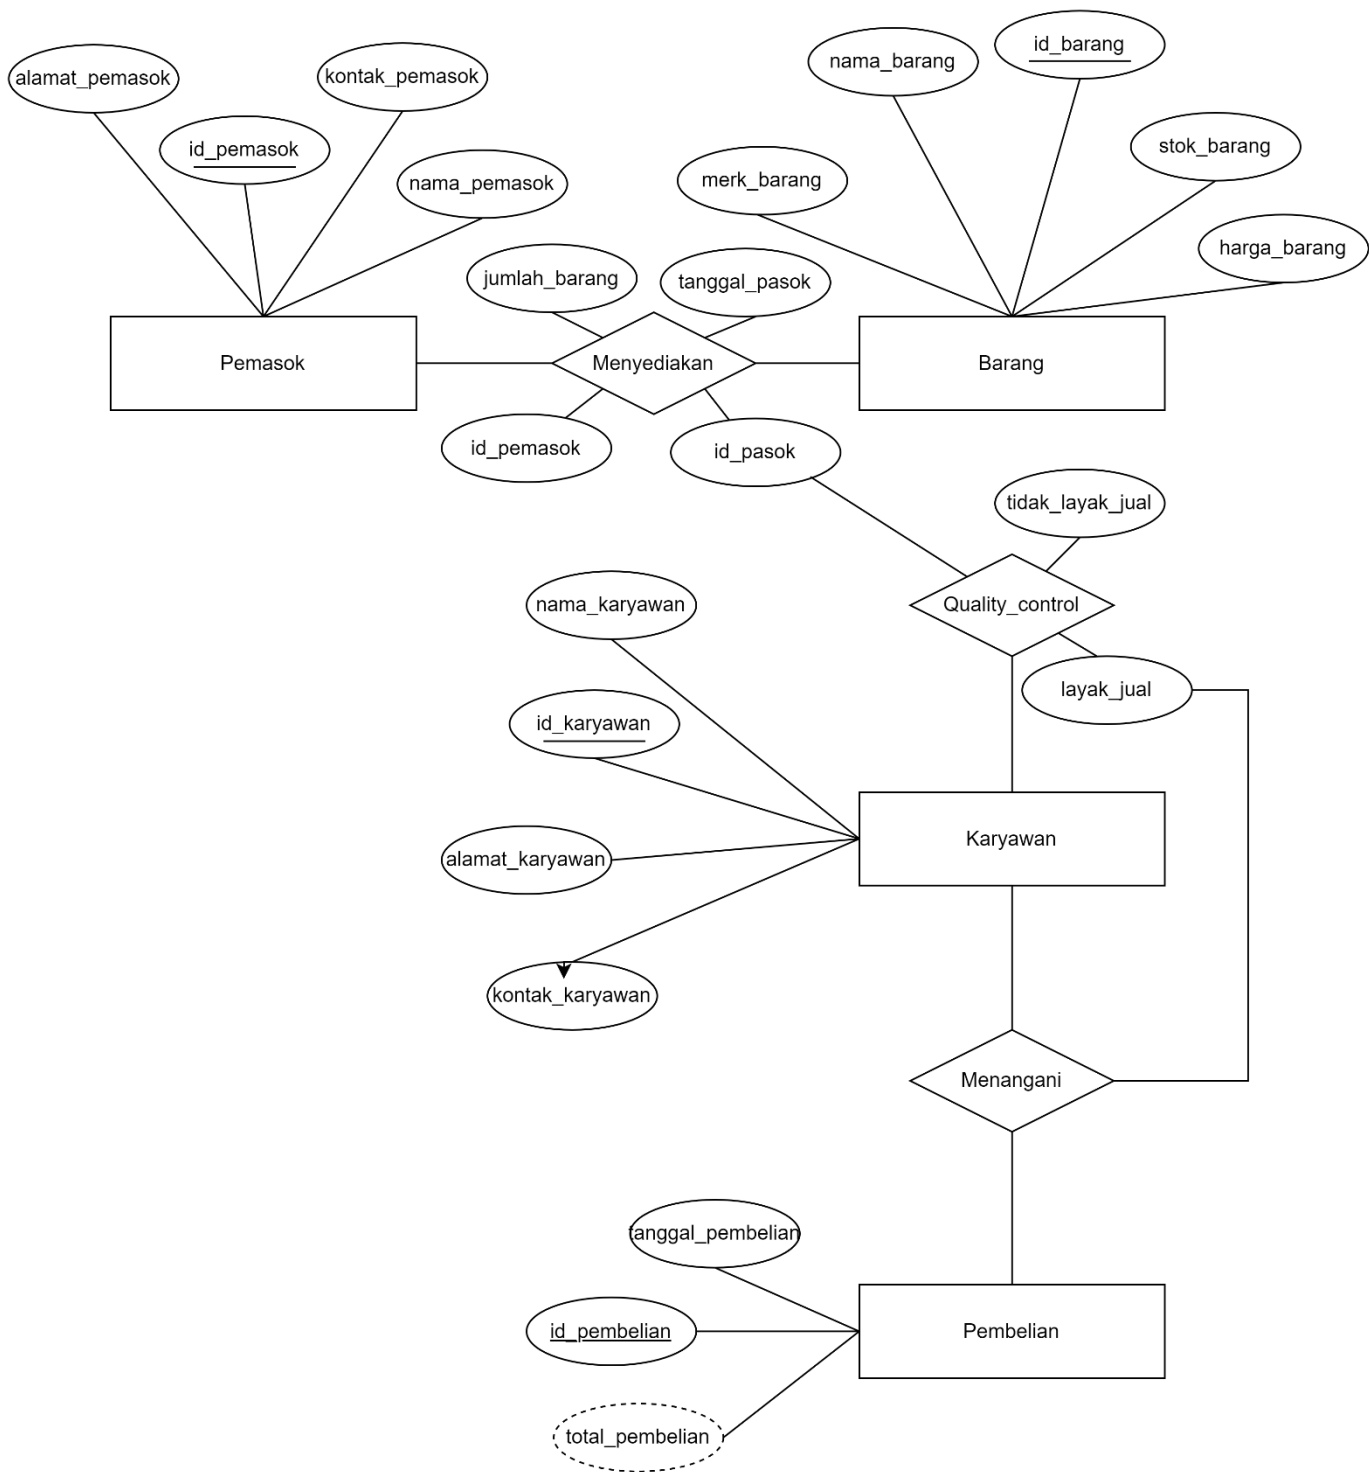 id_barang
nama_barang
alamat_pemasok
kontak_pemasok
id_pemasok
stok_barang
merk_barang
nama_pemasok
harga_barang
jumlah_barang
tanggal_pasok
Pemasok
Menyediakan
Barang
id_pemasok
id_pasok
tidak_layak_jual
nama_karyawan
Quality_control
layak_jual
id_karyawan
Karyawan
alamat_karyawan
kontak_karyawan
Menangani
tanggal_pembelian
id_pembelian
Pembelian
total_pembelian